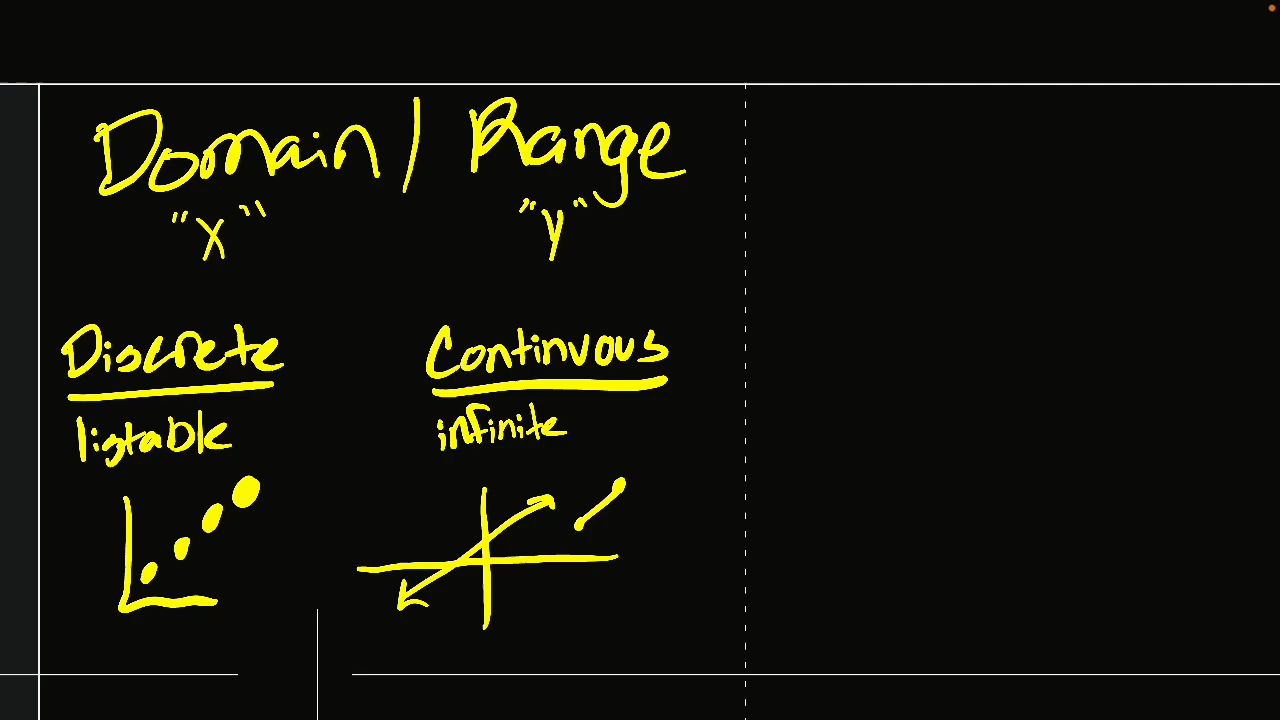 Domain / Range
"X" "y"
Discrete Continuous
listable infinite